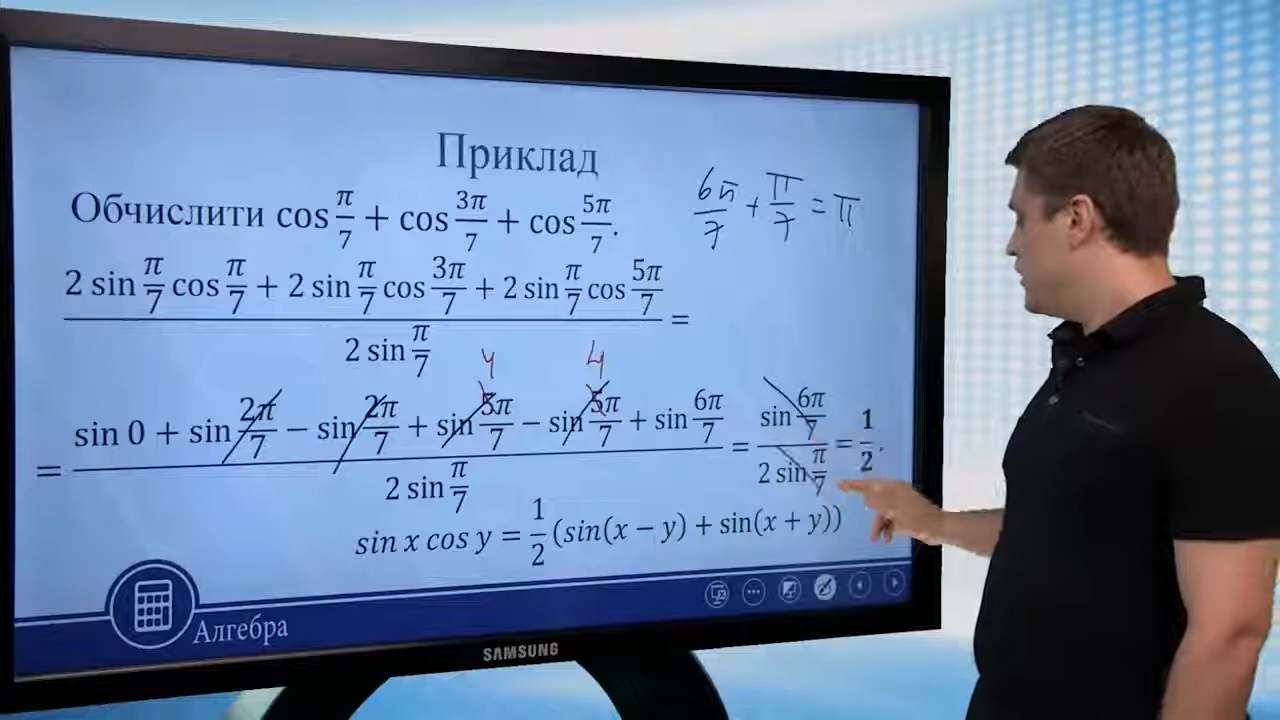 Приклад
Обчислити cos π/7 + cos 3π/7 + cos 5π/7.
6π/7 + π/7 = π
(2 sin π/7 cos π/7 + 2 sin π/7 cos 3π/7 + 2 sin π/7 cos 5π/7) / (2 sin π/7) =
4 4
= (sin 0 + sin 2π/7 − sin 2π/7 + sin 5π/7 − sin 5π/7 + sin 6π/7) / (2 sin π/7) = (sin 6π/7) / (2 sin π/7) = 1/2.
sin x cos y = 1/2 (sin(x − y) + sin(x + y))
Алгебра
SAMSUNG